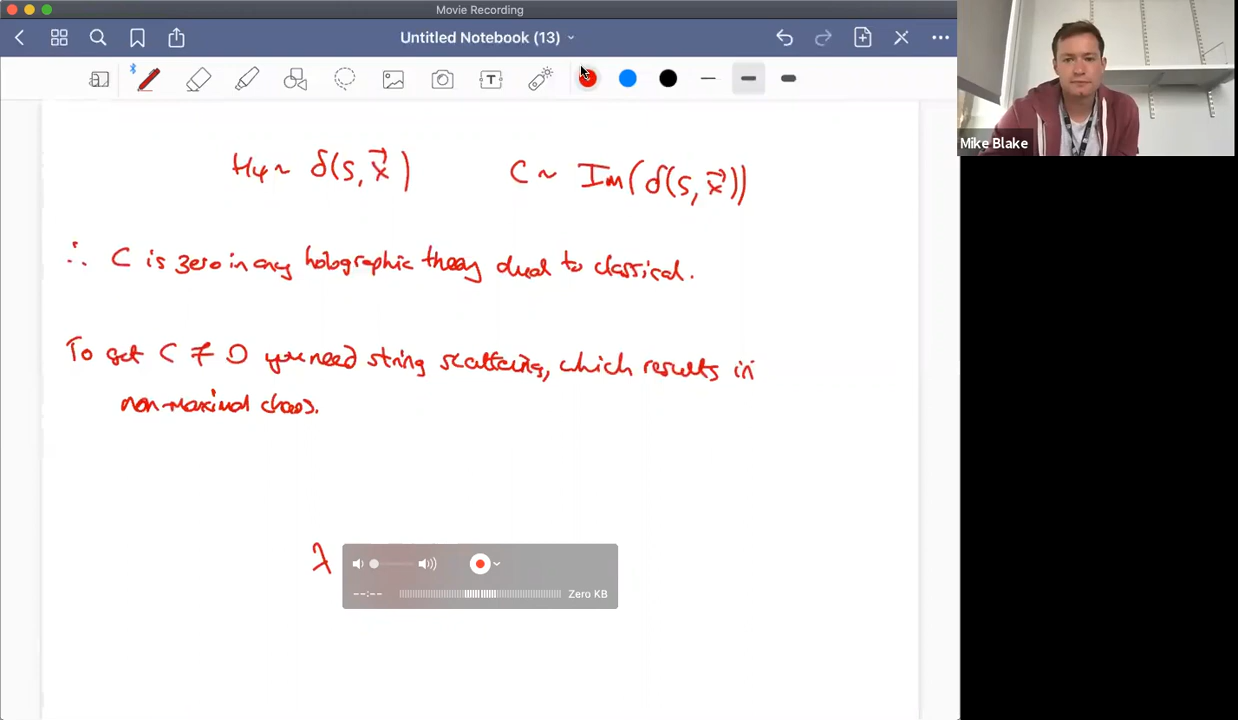 Movie Recording
Untitled Notebook (13)
T
Mike Blake
H4 ~ δ(S, x⃗) C ~ Im(δ(S, x⃗))
∴ C is zero in any holographic theory dual to classical.
To get C ≠ 0 you need string scattering, which results in
non-maximal chaos.
λ
--:-- Zero KB